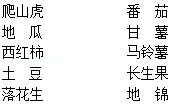 爬山虎 番茄
地瓜 甘薯
西红柿 马铃薯
土豆 长生果
落花生 地锦